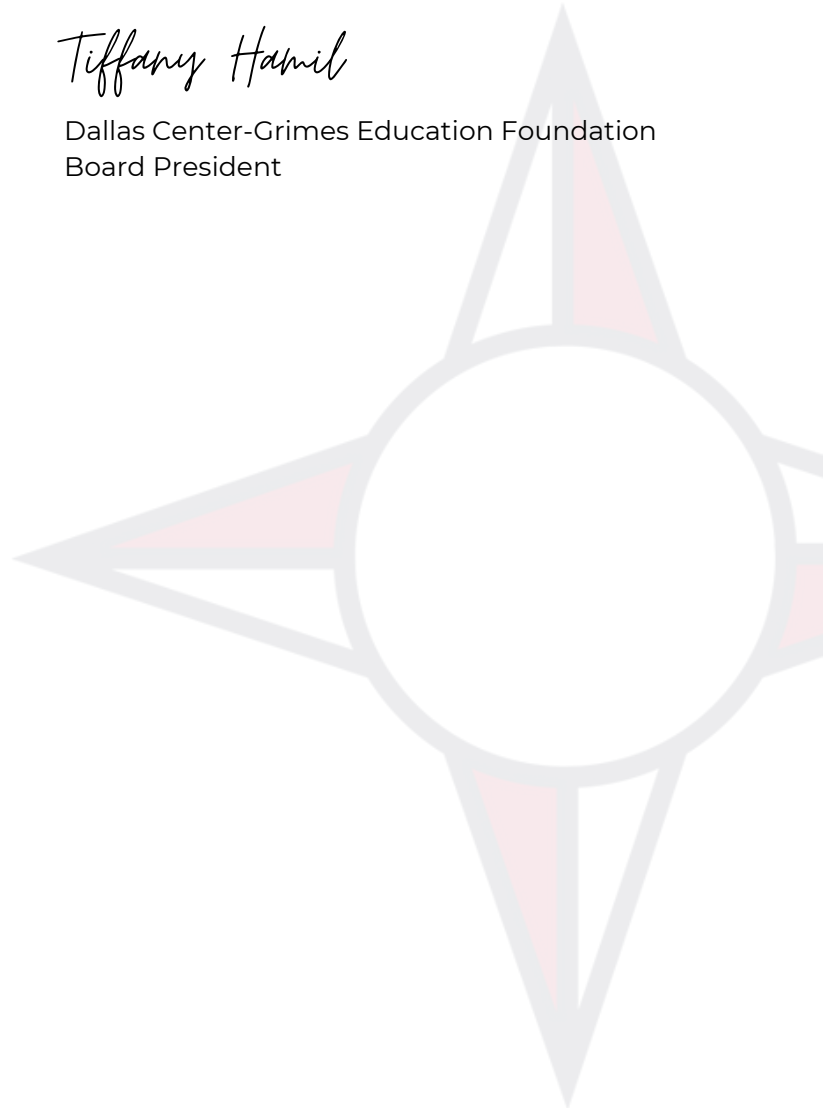 Tiffany Hamil
Dallas Center-Grimes Education Foundation
Board President